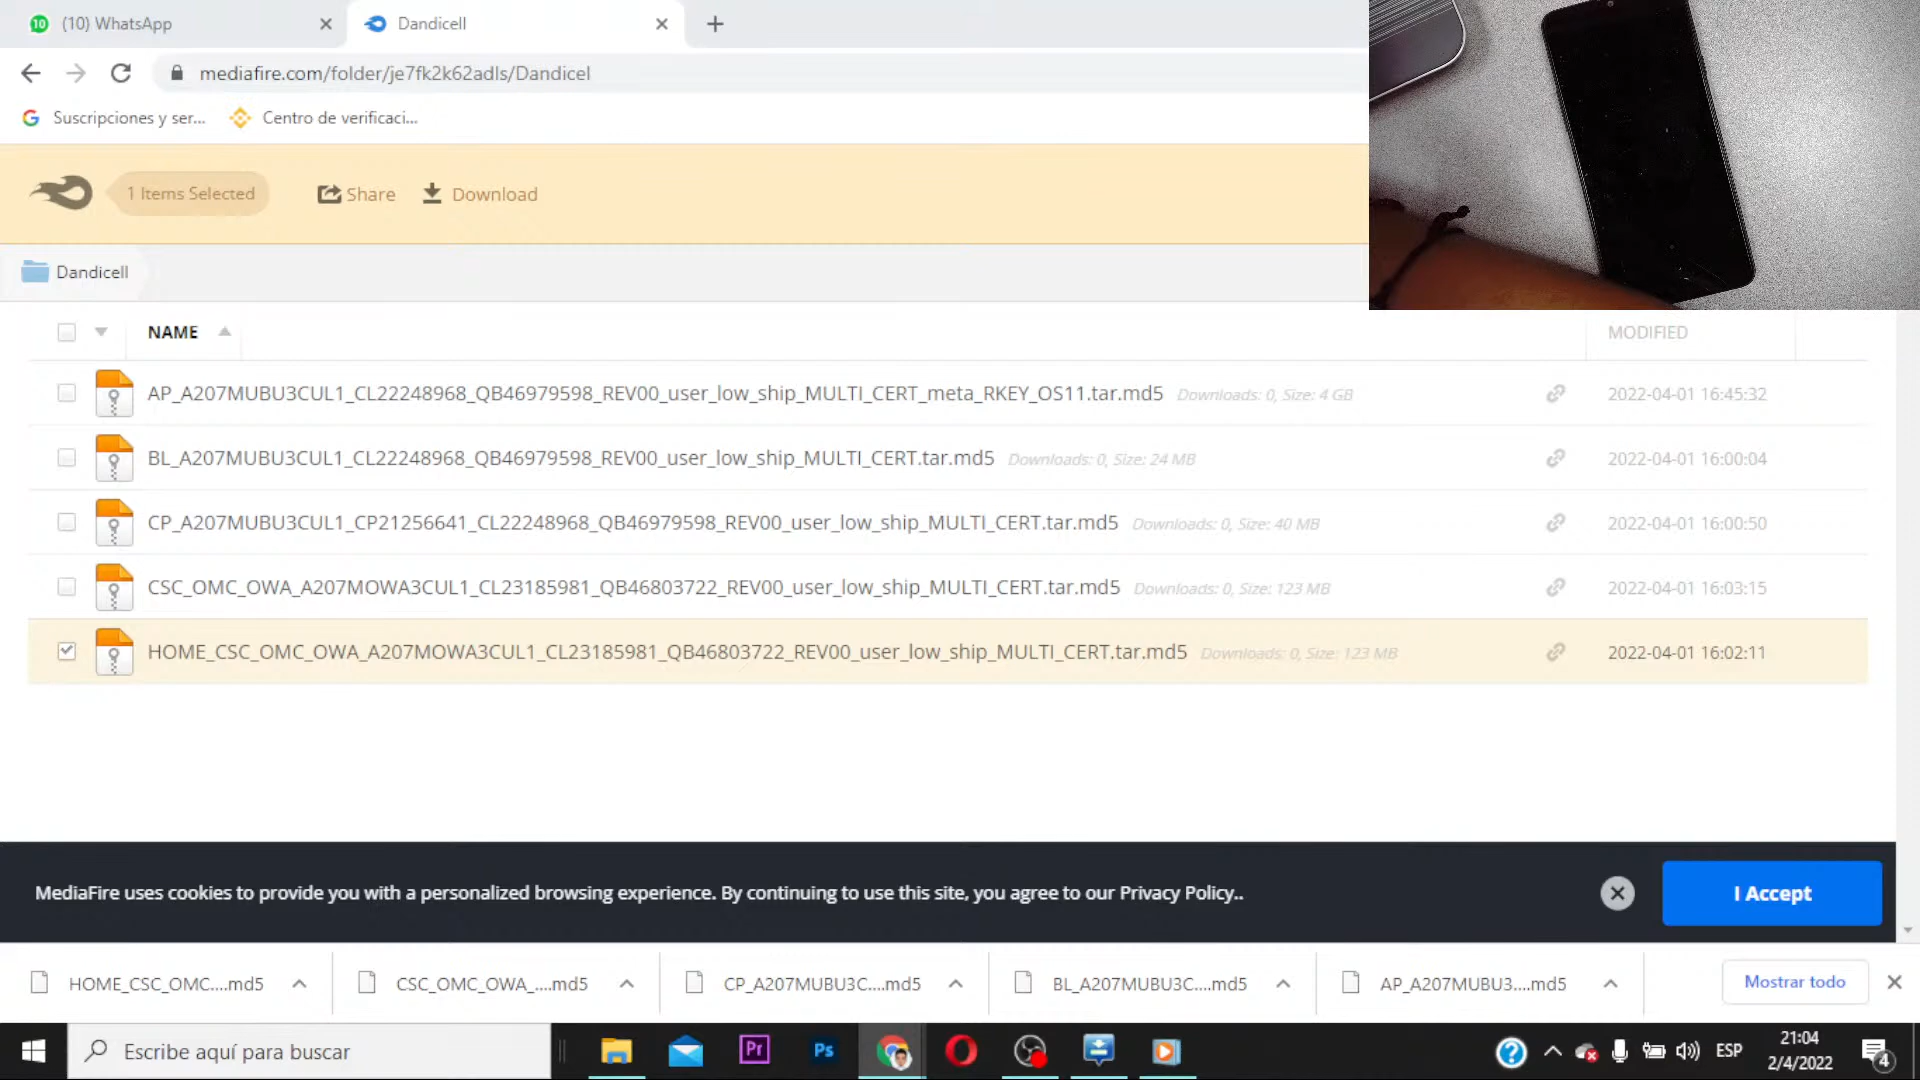 10 (10) WhatsApp
Dandicell
mediafire.com/folder/je7fk2k62adls/Dandicel
Suscripciones y ser... Centro de verificaci...
1 Items Selected Share Download
Dandicell
NAME MODIFIED
AP_A207MUBU3CUL1_CL22248968_QB46979598_REV00_user_low_ship_MULTI_CERT_meta_RKEY_OS11.tar.md5 Downloads: 0, Size: 4 GB 2022-04-01 16:45:32
BL_A207MUBU3CUL1_CL22248968_QB46979598_REV00_user_low_ship_MULTI_CERT.tar.md5 Downloads: 0, Size: 24 MB 2022-04-01 16:00:04
CP_A207MUBU3CUL1_CP21256641_CL22248968_QB46979598_REV00_user_low_ship_MULTI_CERT.tar.md5 Downloads: 0, Size: 40 MB 2022-04-01 16:00:50
CSC_OMC_OWA_A207MOWA3CUL1_CL23185981_QB46803722_REV00_user_low_ship_MULTI_CERT.tar.md5 Downloads: 0, Size: 123 MB 2022-04-01 16:03:15
HOME_CSC_OMC_OWA_A207MOWA3CUL1_CL23185981_QB46803722_REV00_user_low_ship_MULTI_CERT.tar.md5 Downloads: 0, Size: 123 MB 2022-04-01 16:02:11
MediaFire uses cookies to provide you with a personalized browsing experience. By continuing to use this site, you agree to our Privacy Policy.. I Accept
HOME_CSC_OMC....md5 CSC_OMC_OWA_....md5 CP_A207MUBU3C....md5 BL_A207MUBU3C....md5 AP_A207MUBU3....md5 Mostrar todo
Escribe aquí para buscar Pr Ps ESP 21:04
2/4/2022 4